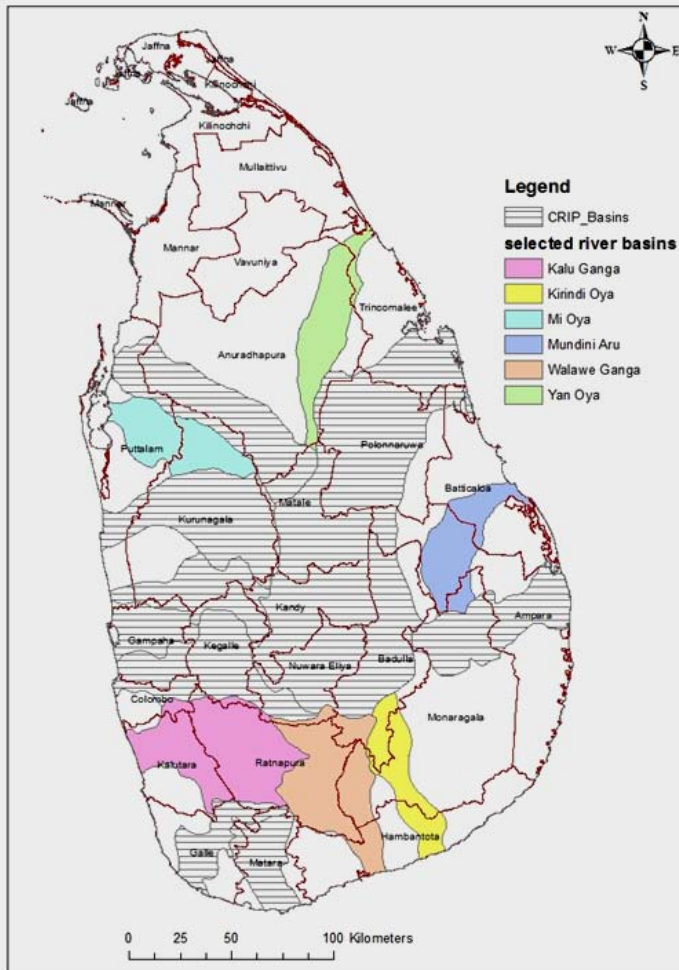 N
W E
S
Jaffna
Jaffna
Jaffna
Kilinochchi
Jaffna
Kilinochchi
Mullaittivu
Mannar
Mannar
Vavuniya
Trincomalee
Anuradhapura
Puttalam
Polonnaruwa
Batticaloa
Matale
Kurunagala
Kandy
Ampara
Gampaha
Kegalle
Nuwara Eliya
Badulla
Colombo
Monaragala
Kalutara
Ratnapura
Hambantota
Galle
Matara
Legend
CRIP_Basins
selected river basins
Kalu Ganga
Kirindi Oya
Mi Oya
Mundini Aru
Walawe Ganga
Yan Oya
0 25 50 100 Kilometers